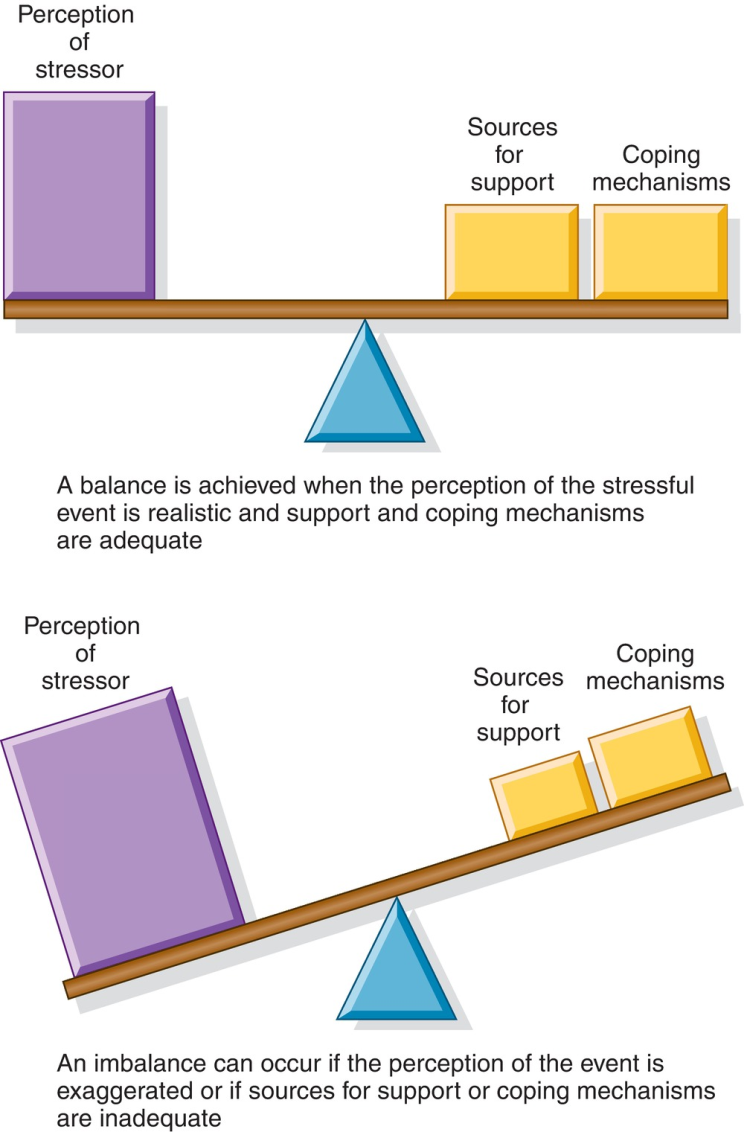 Perception
of
stressor
Sources
for
support
Coping
mechanisms
A balance is achieved when the perception of the stressful
event is realistic and support and coping mechanisms
are adequate
Perception
of
stressor
Sources
for
support
Coping
mechanisms
An imbalance can occur if the perception of the event is
exaggerated or if sources for support or coping mechanisms
are inadequate